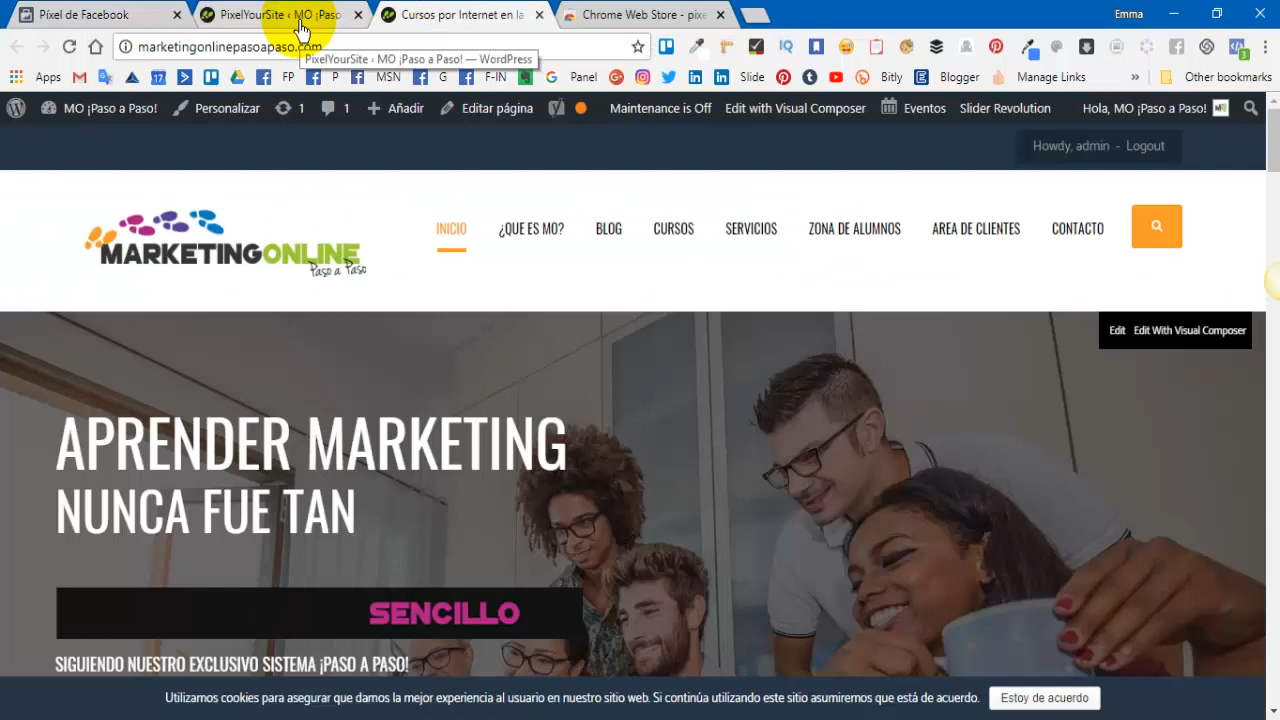 Píxel de Facebook
PixelYourSite ‹ MO ¡Paso
Cursos por Internet en la
Chrome Web Store - pixe
Emma
marketingonlinepasoapaso.com
PixelYourSite ‹ MO ¡Paso a Paso! — WordPress
Apps
17
FP
MSN
F-IN
Panel
Slide
Bitly
Blogger
Manage Links
»
Other Bookmarks
MO ¡Paso a Paso!
Personalizar
1
1
Añadir
Editar página
Maintenance is Off
Edit with Visual Composer
Eventos
Slider Revolution
Hola, MO ¡Paso a Paso!
Howdy, admin - Logout
MARKETINGONLINE
Paso a Paso
INICIO
¿QUE ES MO?
BLOG
CURSOS
SERVICIOS
ZONA DE ALUMNOS
AREA DE CLIENTES
CONTACTO
Edit
Edit With Visual Composer
APRENDER MARKETING
NUNCA FUE TAN
SENCILLO
SIGUIENDO NUESTRO EXCLUSIVO SISTEMA ¡PASO A PASO!
Utilizamos cookies para asegurar que damos la mejor experiencia al usuario en nuestro sitio web. Si continúa utilizando este sitio asumiremos que está de acuerdo.
Estoy de acuerdo